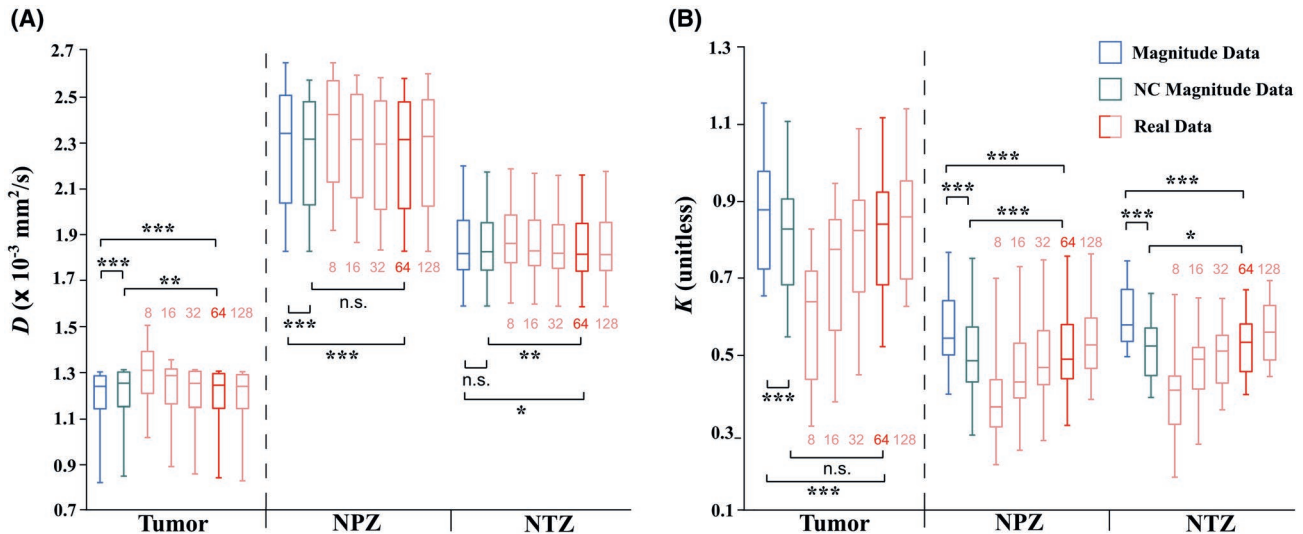 (A)
D (x 10⁻³ mm²/s)
2.7
2.5
2.3
2.1
1.9
1.7
1.5
1.3
1.1
0.9
0.7
***
***
**
8 16 32 64 128
8 16 32 64 128
n.s.
***
***
8 16 32 64 128
**
n.s.
*
Tumor NPZ NTZ
(B)
K (unitless)
1.3
1.1
0.9
0.7
0.5
0.3
0.1
Magnitude Data
NC Magnitude Data
Real Data
***
***
***
8 16 32 64 128
***
***
*
8 16 32 64 128
***
8 16 32 64 128
n.s.
***
Tumor NPZ NTZ